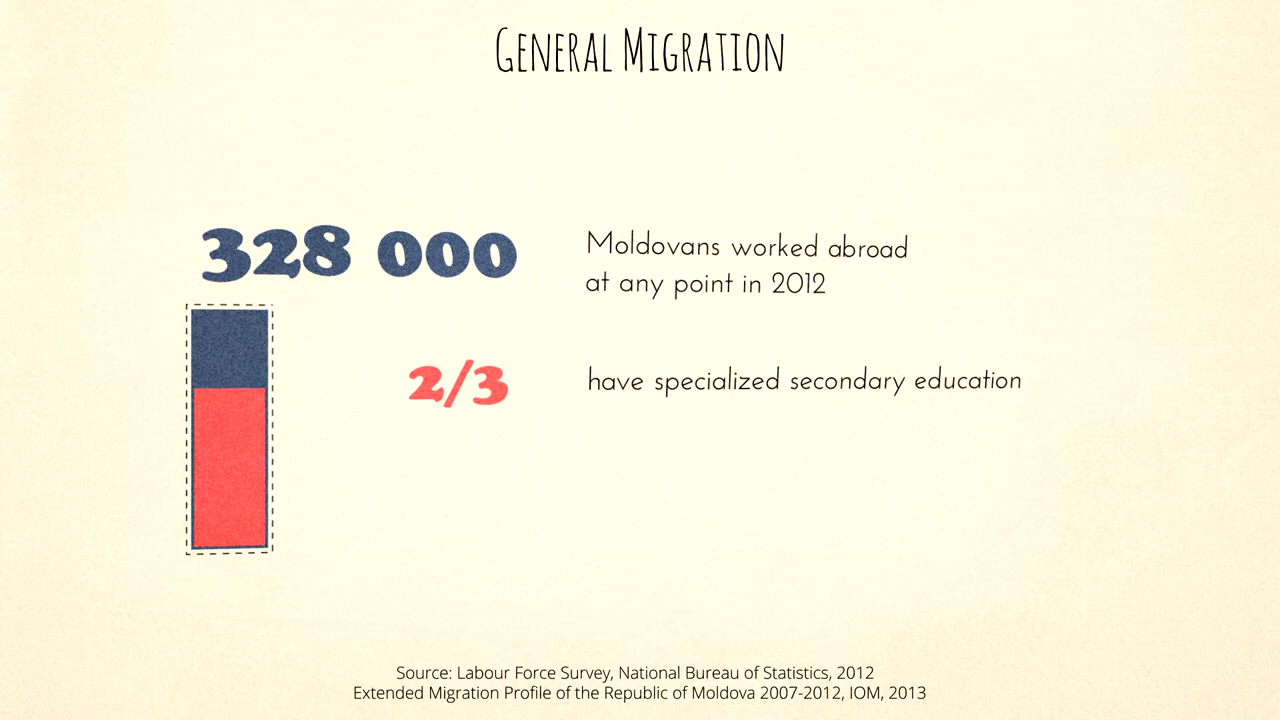 General Migration
328 000
Moldovans worked abroad
at any point in 2012
2/3
have specialized secondary education
Source: Labour Force Survey, National Bureau of Statistics, 2012
Extended Migration Profile of the Republic of Moldova 2007-2012, IOM, 2013